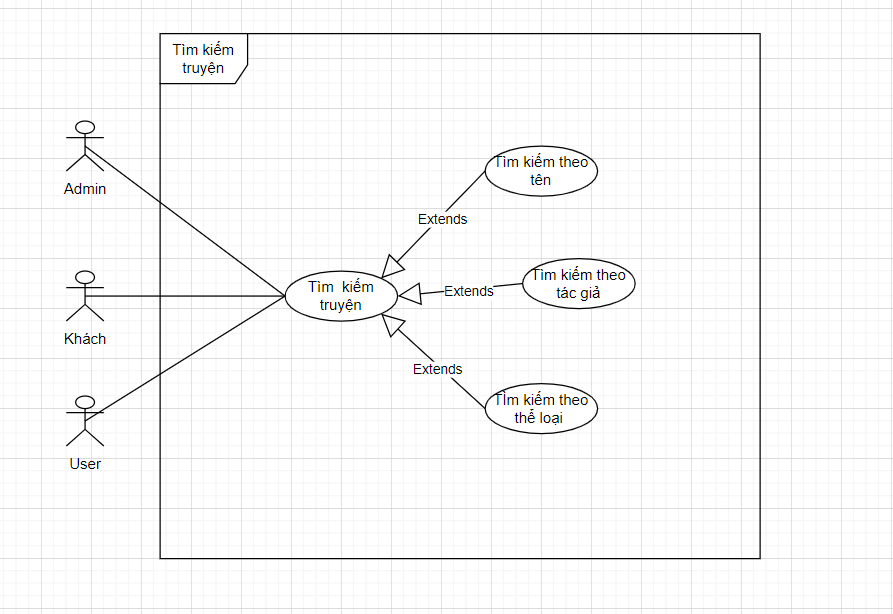 Tìm kiếm
truyện
Admin
Tìm kiếm theo
tên
Extends
Khách
Tìm kiếm
truyện
Extends
Tìm kiếm theo
tác giả
Extends
User
Tìm kiếm theo
thể loại